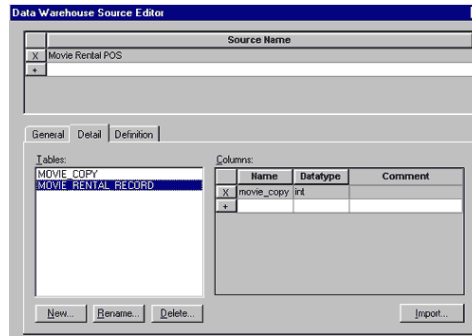 Data Warehouse Source Editor
Source Name
X Movie Rental POS
+
General Detail Definition
Tables: Columns:
MOVIE_COPY
MOVIE_RENTAL_RECORD
Name Datatype Comment
X movie_copy int
+
New... Rename... Delete... Import...